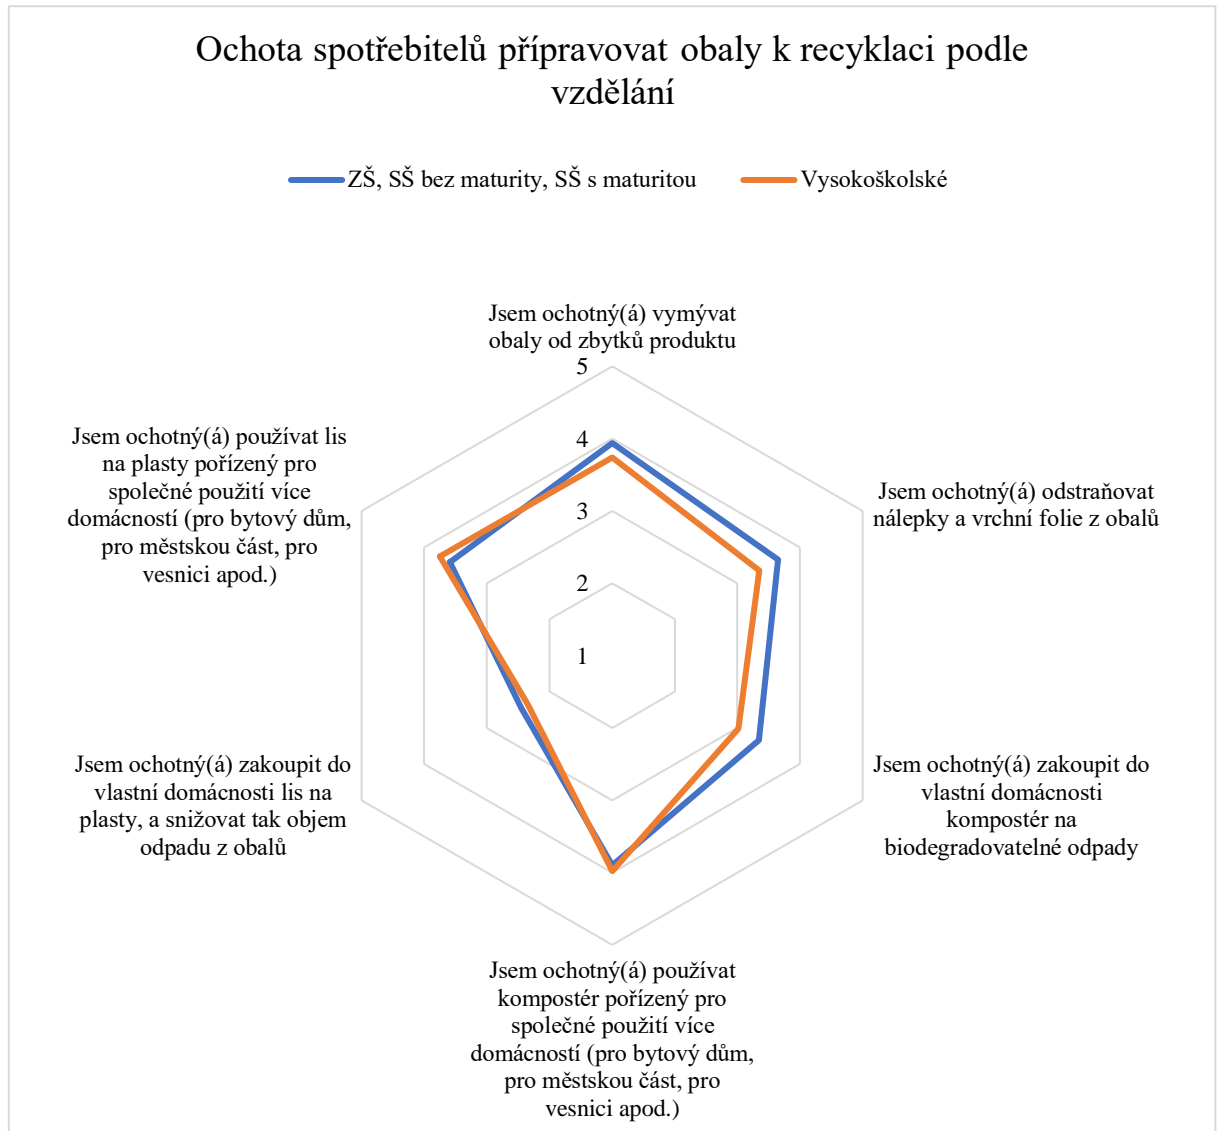 Ochota spotřebitelů přípravovat obaly k recyklaci podle
vzdělání
ZŠ, SŠ bez maturity, SŠ s maturitou
Vysokoškolské
Jsem ochotný(á) vymývat
obaly od zbytků produktu
5
4
3
2
1
Jsem ochotný(á) odstraňovat
nálepky a vrchní folie z obalů
Jsem ochotný(á) zakoupit do
vlastní domácnosti
kompostér na
biodegradovatelné odpady
Jsem ochotný(á) používat
kompostér pořízený pro
společné použití více
domácností (pro bytový dům,
pro městskou část, pro
vesnici apod.)
Jsem ochotný(á) zakoupit do
vlastní domácnosti lis na
plasty, a snižovat tak objem
odpadu z obalů
Jsem ochotný(á) používat lis
na plasty pořízený pro
společné použití více
domácností (pro bytový dům,
pro městskou část, pro
vesnici apod.)